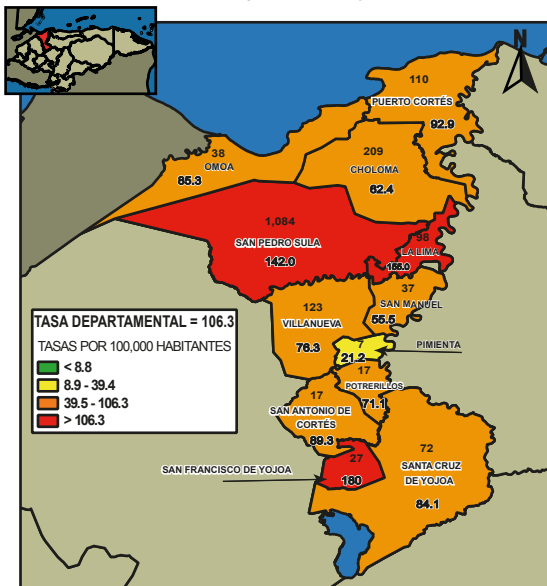 N
110
PUERTO CORTÉS
92.9
38
OMOA
85.3
209
CHOLOMA
62.4
1,084
SAN PEDRO SULA
142.0
98
LA LIMA
156.0
37
SAN MANUEL
55.5
123
VILLANUEVA
76.3
7
PIMIENTA
21.2
17
POTRERILLOS
71.1
17
SAN ANTONIO DE
CORTÉS
89.3
27
SAN FRANCISCO DE YOJOA
180
72
SANTA CRUZ
DE YOJOA
84.1
TASA DEPARTAMENTAL = 106.3
TASAS POR 100,000 HABITANTES
< 8.8
8.9 - 39.4
39.5 - 106.3
> 106.3